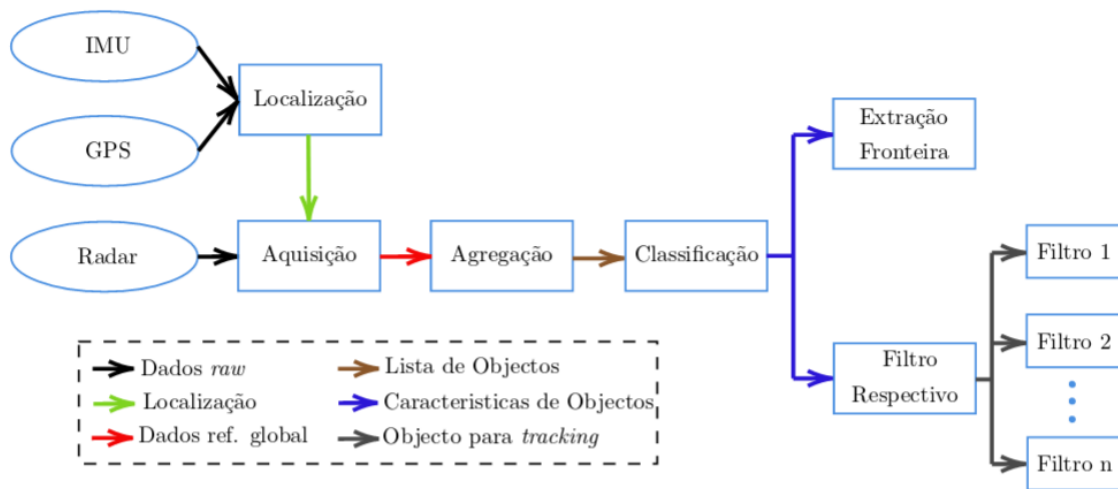 IMU
Localização
GPS
Extração
Fronteira
Radar
Aquisição
Agregação
Classificação
Filtro 1
Filtro 2
Filtro
Respectivo
Filtro n
Dados raw
Lista de Objectos
Localização
Caracteristicas de Objectos
Dados ref. global
Objecto para tracking